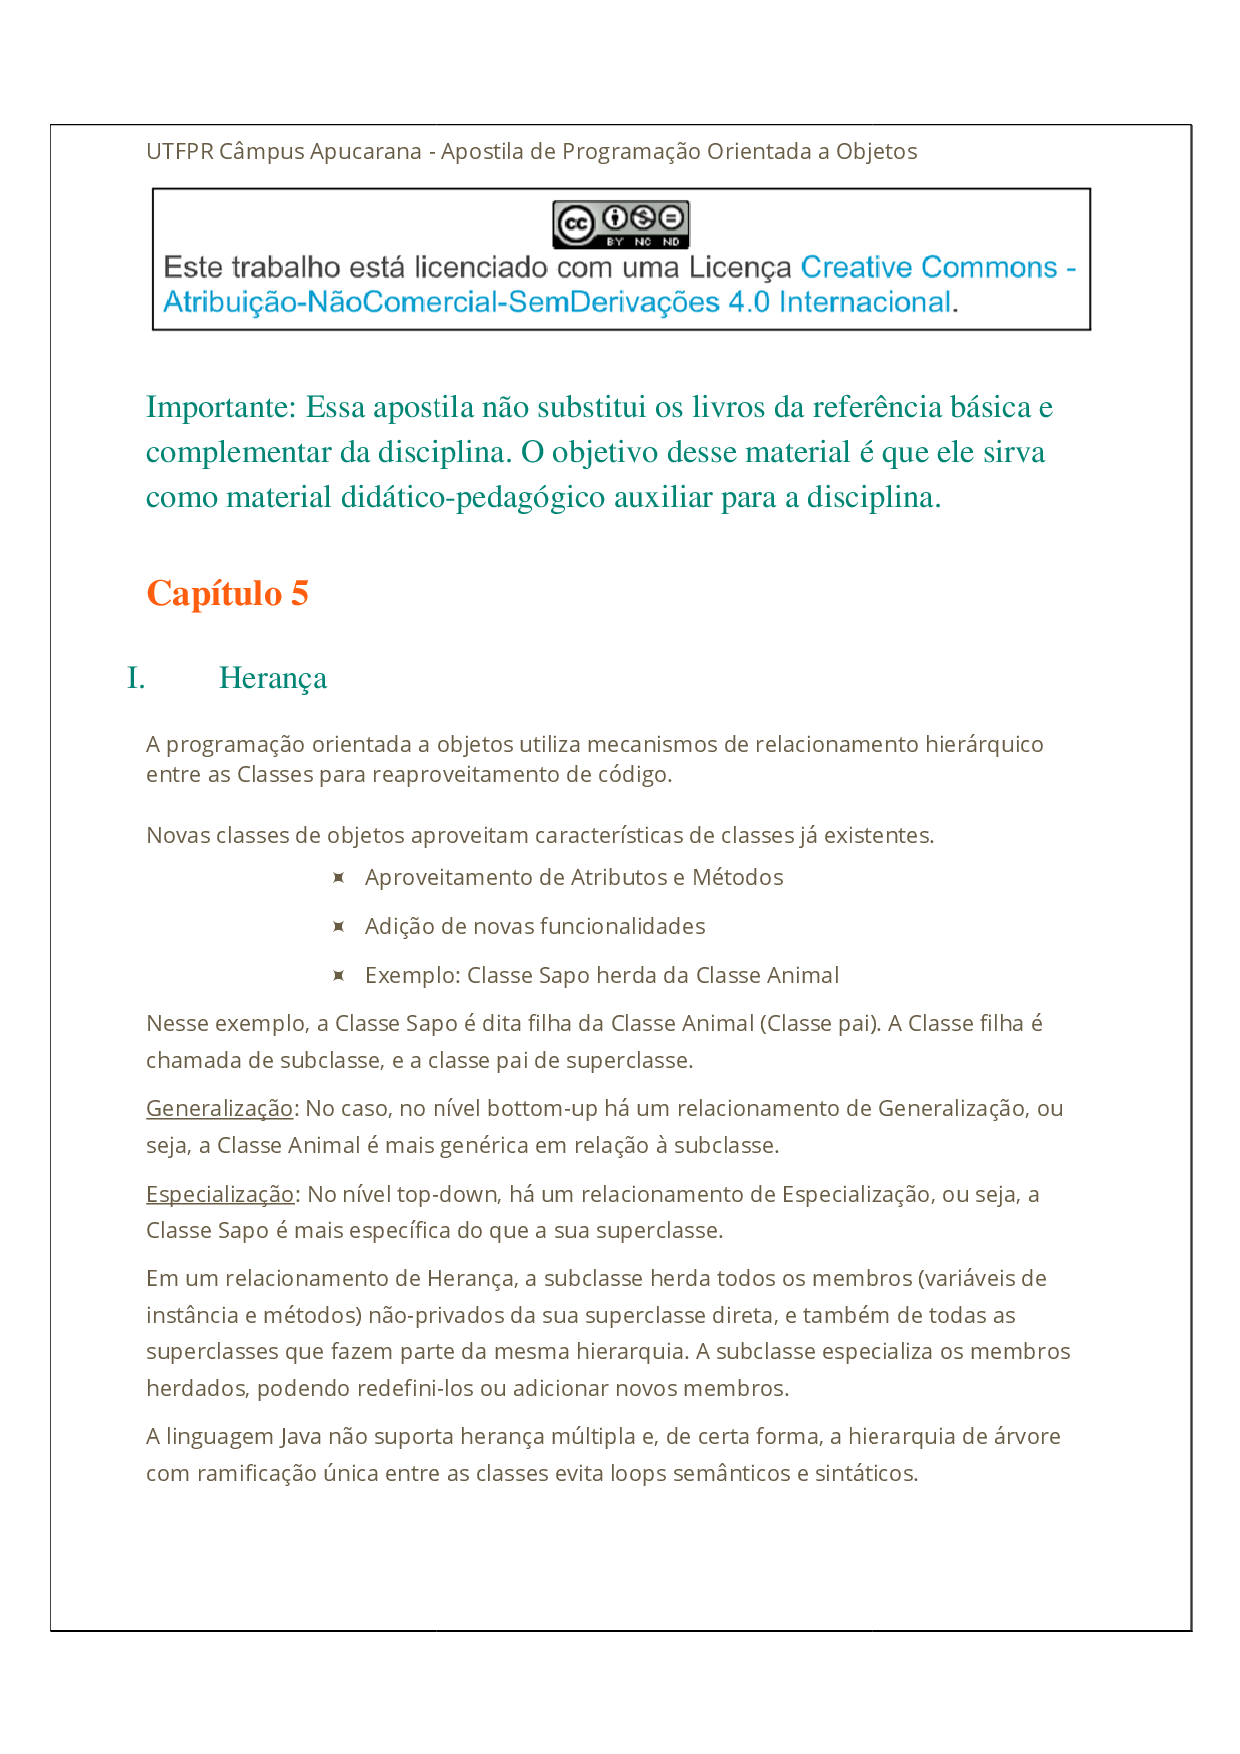 UTFPR Câmpus Apucarana - Apostila de Programação Orientada a Objetos
cc BY NC ND
Este trabalho está licenciado com uma Licença Creative Commons -
Atribuição-NãoComercial-SemDerivações 4.0 Internacional.
Importante: Essa apostila não substitui os livros da referência básica e
complementar da disciplina. O objetivo desse material é que ele sirva
como material didático-pedagógico auxiliar para a disciplina.
Capítulo 5
I. Herança
A programação orientada a objetos utiliza mecanismos de relacionamento hierárquico
entre as Classes para reaproveitamento de código.
Novas classes de objetos aproveitam características de classes já existentes.
Aproveitamento de Atributos e Métodos
Adição de novas funcionalidades
Exemplo: Classe Sapo herda da Classe Animal
Nesse exemplo, a Classe Sapo é dita filha da Classe Animal (Classe pai). A Classe filha é
chamada de subclasse, e a classe pai de superclasse.
Generalização: No caso, no nível bottom-up há um relacionamento de Generalização, ou
seja, a Classe Animal é mais genérica em relação à subclasse.
Especialização: No nível top-down, há um relacionamento de Especialização, ou seja, a
Classe Sapo é mais específica do que a sua superclasse.
Em um relacionamento de Herança, a subclasse herda todos os membros (variáveis de
instância e métodos) não-privados da sua superclasse direta, e também de todas as
superclasses que fazem parte da mesma hierarquia. A subclasse especializa os membros
herdados, podendo redefini-los ou adicionar novos membros.
A linguagem Java não suporta herança múltipla e, de certa forma, a hierarquia de árvore
com ramificação única entre as classes evita loops semânticos e sintáticos.